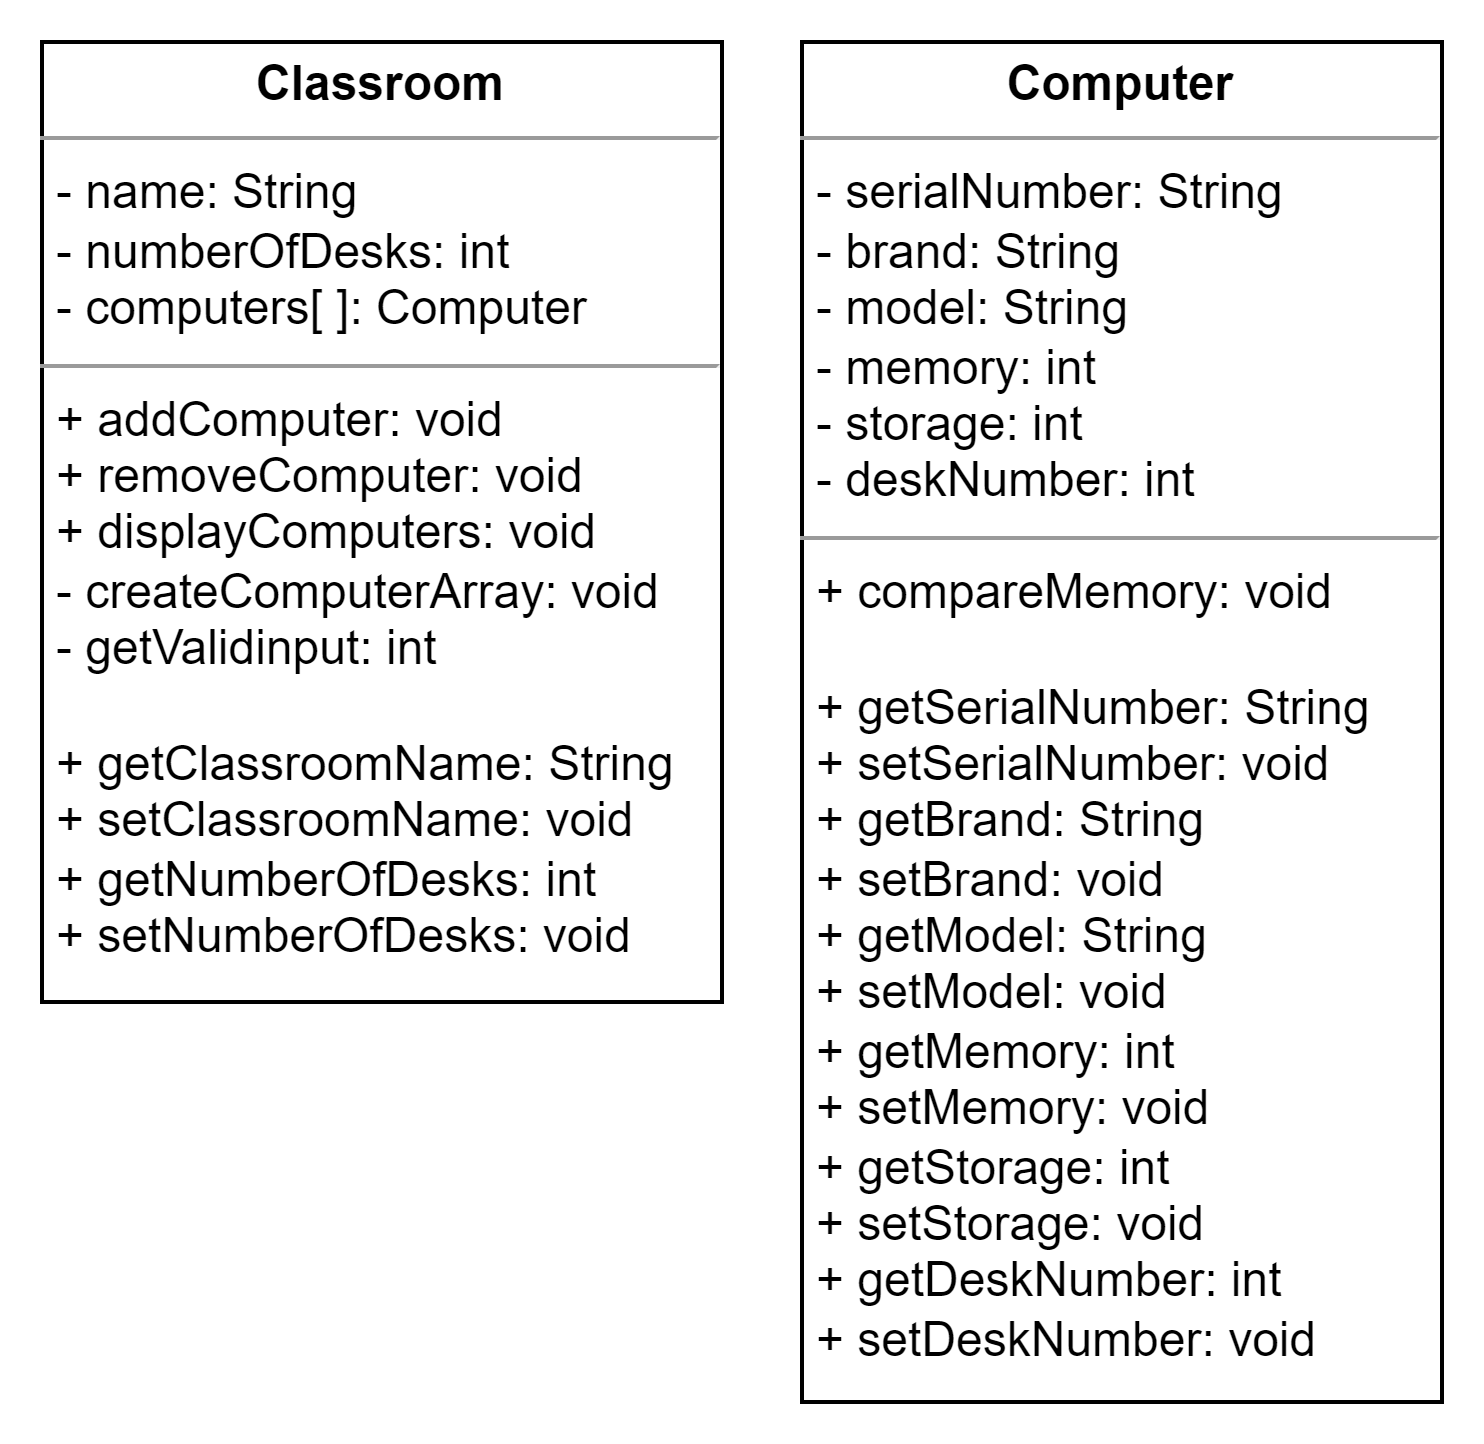 Classroom
- name: String
- numberOfDesks: int
- computers[ ]: Computer
+ addComputer: void
+ removeComputer: void
+ displayComputers: void
- createComputerArray: void
- getValidinput: int
+ getClassroomName: String
+ setClassroomName: void
+ getNumberOfDesks: int
+ setNumberOfDesks: void
Computer
- serialNumber: String
- brand: String
- model: String
- memory: int
- storage: int
- deskNumber: int
+ compareMemory: void
+ getSerialNumber: String
+ setSerialNumber: void
+ getBrand: String
+ setBrand: void
+ getModel: String
+ setModel: void
+ getMemory: int
+ setMemory: void
+ getStorage: int
+ setStorage: void
+ getDeskNumber: int
+ setDeskNumber: void